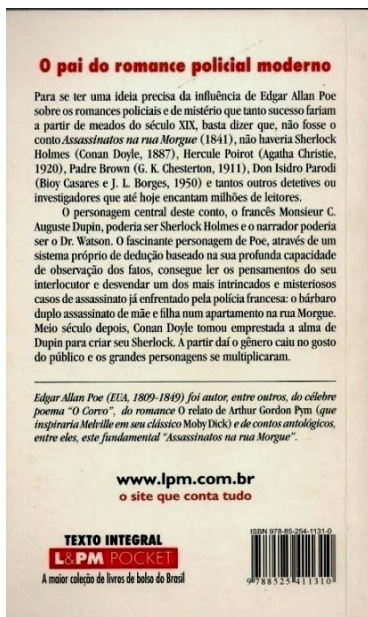 O pai do romance policial moderno
Para se ter uma ideia precisa da influência de Edgar Allan Poe
sobre os romances policiais e de mistério que tanto sucesso fariam
a partir de meados do século XIX, basta dizer que, não fosse o
conto Assassinatos na rua Morgue (1841), não haveria Sherlock
Holmes (Conan Doyle, 1887), Hercule Poirot (Agatha Christie,
1920), Padre Brown (G. K. Chesterton, 1911), Don Isidro Parodi
(Bioy Casares e J. L. Borges, 1950) e tantos outros detetives ou
investigadores que até hoje encantam milhões de leitores.
O personagem central deste conto, o francês Monsieur C.
Auguste Dupin, poderia ser Sherlock Holmes e o narrador poderia
ser o Dr. Watson. O fascinante personagem de Poe, através de um
sistema próprio de dedução baseado na sua profunda capacidade
de observação dos fatos, consegue ler os pensamentos do seu
interlocutor e desvendar um dos mais intrincados e misteriosos
casos de assassinato já enfrentado pela polícia francesa: o bárbaro
duplo assassinato de mãe e filha num apartamento na rua Morgue.
Meio século depois, Conan Doyle tomou emprestada a alma de
Dupin para criar seu Sherlock. A partir daí o gênero caiu no gosto
do público e os grandes personagens se multiplicaram.
Edgar Allan Poe (EUA, 1809-1849) foi autor, entre outros, do célebre
poema "O Corvo", do romance O relato de Arthur Gordon Pym (que
inspiraria Melville em seu clássico Moby Dick) e de contos antológicos,
entre eles, este fundamental "Assassinatos na rua Morgue".
www.lpm.com.br
o site que conta tudo
TEXTO INTEGRAL
L&PM POCKET
A maior coleção de livros de bolso do Brasil
ISBN 978-85-254-1131-0
9 788525 411310